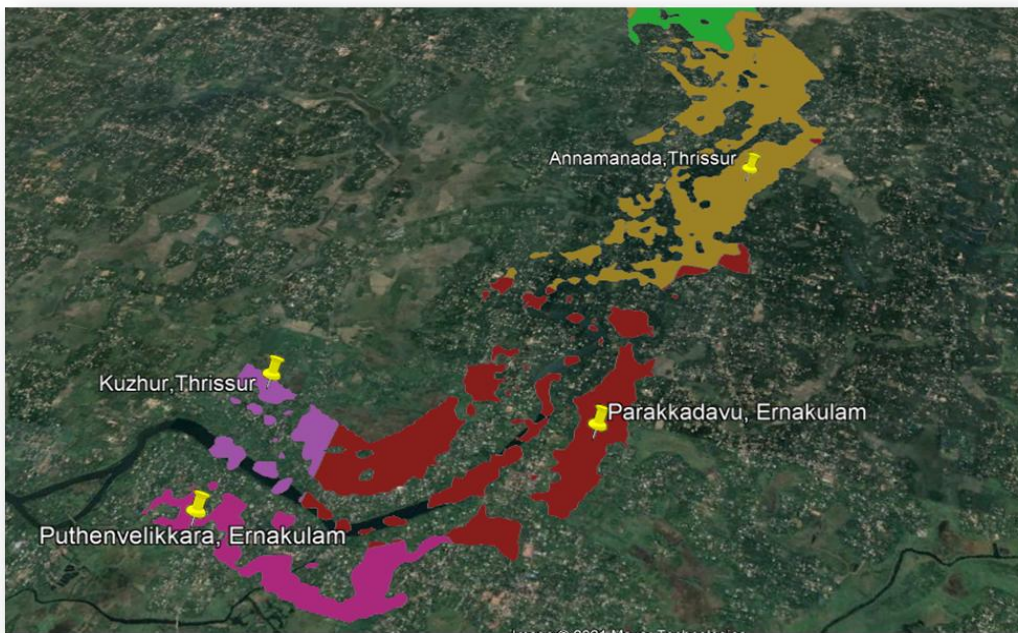 Annamanada,Thrissur
Kuzhur,Thrissur
Parakkadavu, Ernakulam
Puthenvelikkara, Ernakulam